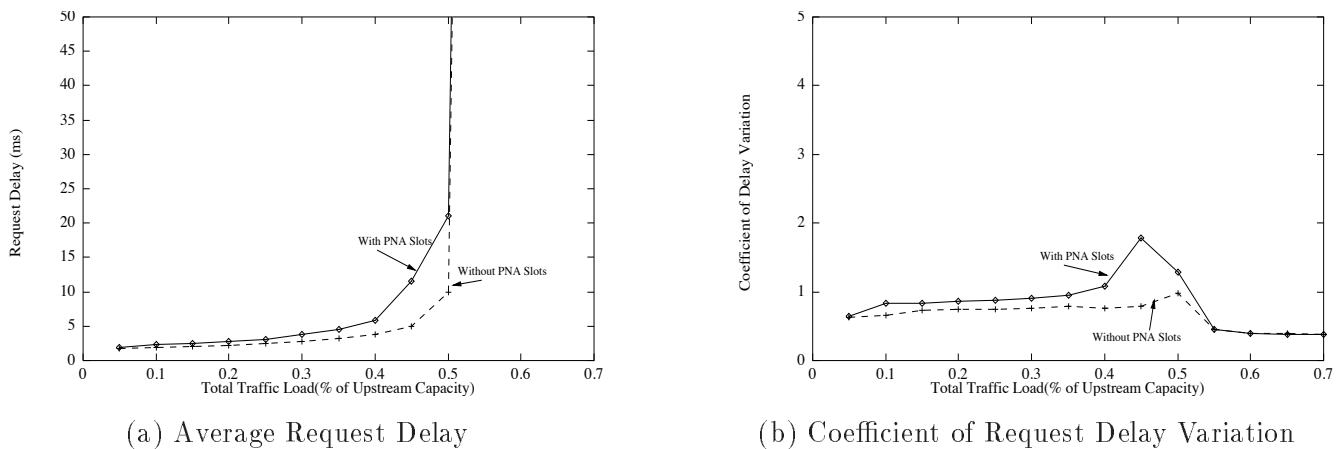 50
45
40
35
30
25
20
15
10
5
0
Request Delay (ms)
With PNA Slots
Without PNA Slots
0 0.1 0.2 0.3 0.4 0.5 0.6 0.7
Total Traffic Load(% of Upstream Capacity)
(a) Average Request Delay
5
4
3
2
1
0
Coefficient of Delay Variation
With PNA Slots
Without PNA Slots
0 0.1 0.2 0.3 0.4 0.5 0.6 0.7
Total Traffic Load(% of Upstream Capacity)
(b) Coefficient of Request Delay Variation